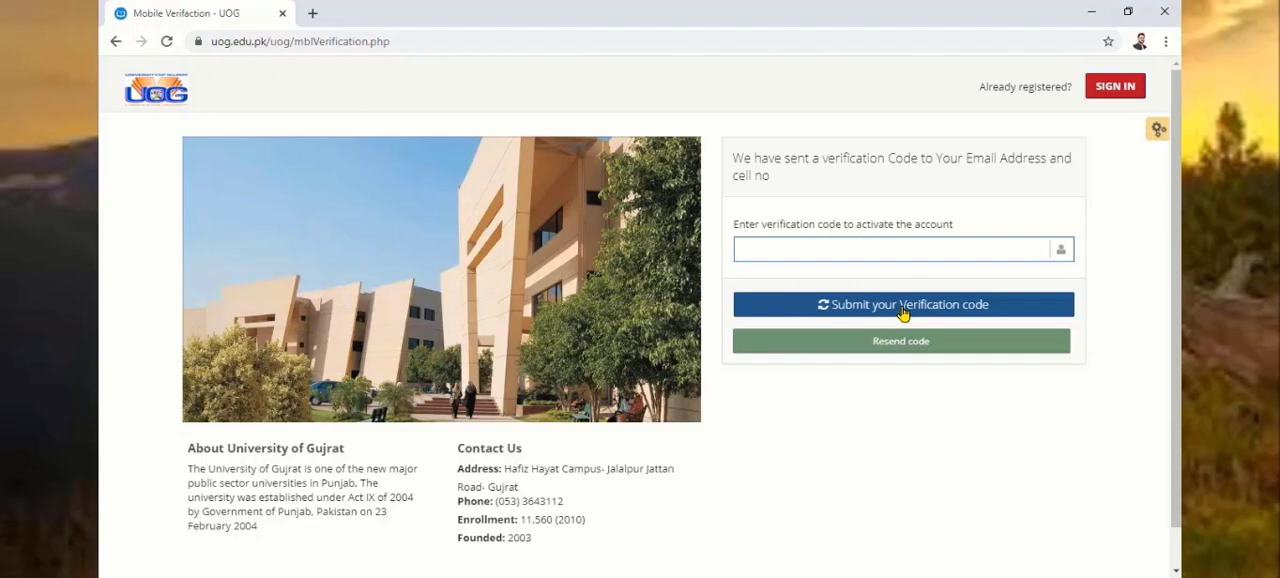 Mobile Verifaction - UOG
uog.edu.pk/uog/mblVerification.php
UNIVERSITY OF GUJRAT
UOG
Already registered?
SIGN IN
We have sent a verification Code to Your Email Address and
cell no
Enter verification code to activate the account
Submit your Verification code
Resend code
About University of Gujrat
The University of Gujrat is one of the new major
public sector universities in Punjab. The
university was established under Act IX of 2004
by Government of Punjab, Pakistan on 23
February 2004
Contact Us
Address: Hafiz Hayat Campus- Jalalpur Jattan
Road- Gujrat
Phone: (053) 3643112
Enrollment: 11,560 (2010)
Founded: 2003